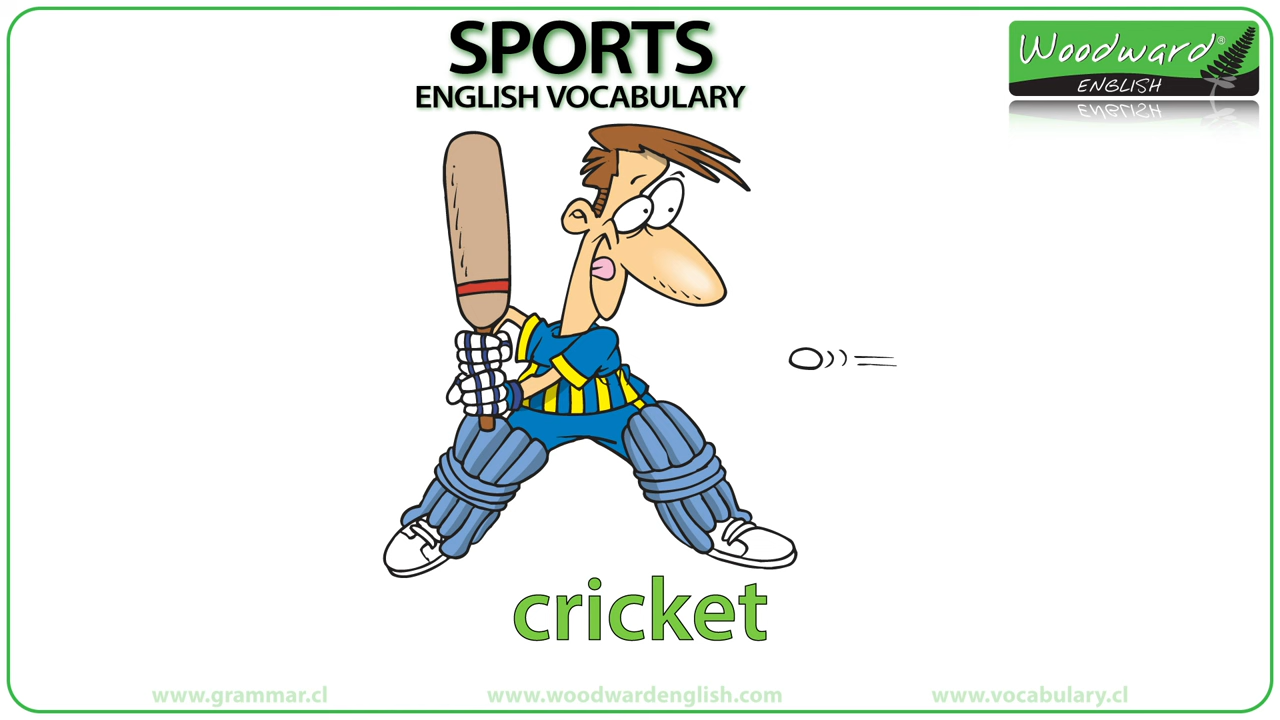 SPORTS
ENGLISH VOCABULARY
Woodward®
ENGLISH
cricket
www.grammar.cl
www.woodwardenglish.com
www.vocabulary.cl